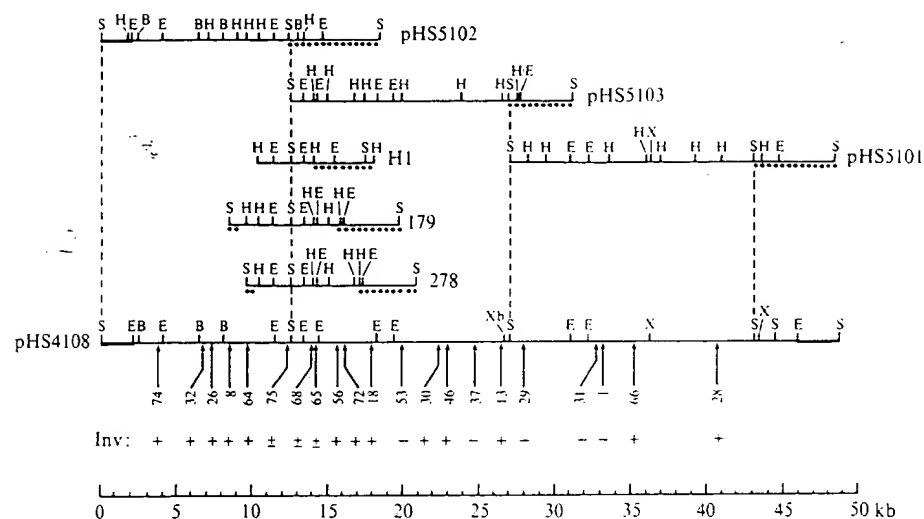 S H E B E B H B H H H E S B H E S pHS5102
H H
S E E H H E E H H H S H E S pHS5103
H X
H E S E H E S H H1
S H H E E H E H S pHS5101
H E H E
S H H E S E H S 179
H E H H E
S H E S E H S 278
Xb X
pHS4108 S E B E B B E S E E E E S E E X S S E S
74 32 26 8 64 75 68 65 56 72 18 53 30 46 37 13 29 31 1 66 28
Inv: + + + + + ± ± ± + + + − + + − + − − − + +
0 5 10 15 20 25 30 35 40 45 50 kb